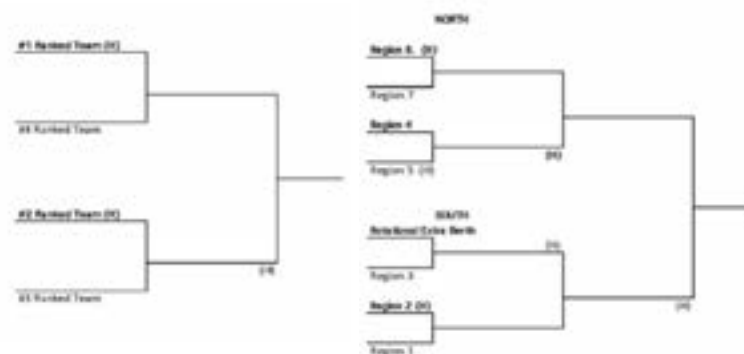 #1 Ranked Team (H)
#4 Ranked Team
#2 Ranked Team (H)
(H)
#3 Ranked Team
NORTH
Region 8. (H)
Region 7
Region 4
(H)
Region 5 (H)
SOUTH
Rotational Extra Berth
(H)
Region 3
Region 2 (H)
(H)
Region 1